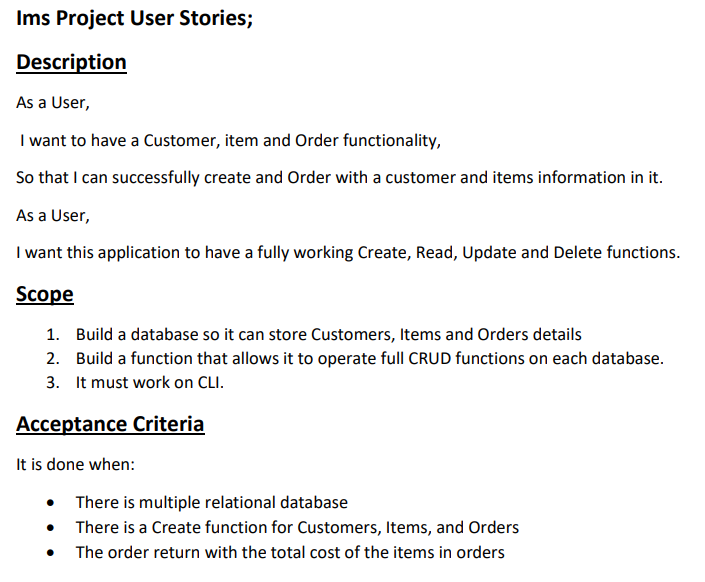 Ims Project User Stories;
Description
As a User,
I want to have a Customer, item and Order functionality,
So that I can successfully create and Order with a customer and items information in it.
As a User,
I want this application to have a fully working Create, Read, Update and Delete functions.
Scope
1. Build a database so it can store Customers, Items and Orders details
2. Build a function that allows it to operate full CRUD functions on each database.
3. It must work on CLI.
Acceptance Criteria
It is done when:
• There is multiple relational database
• There is a Create function for Customers, Items, and Orders
• The order return with the total cost of the items in orders